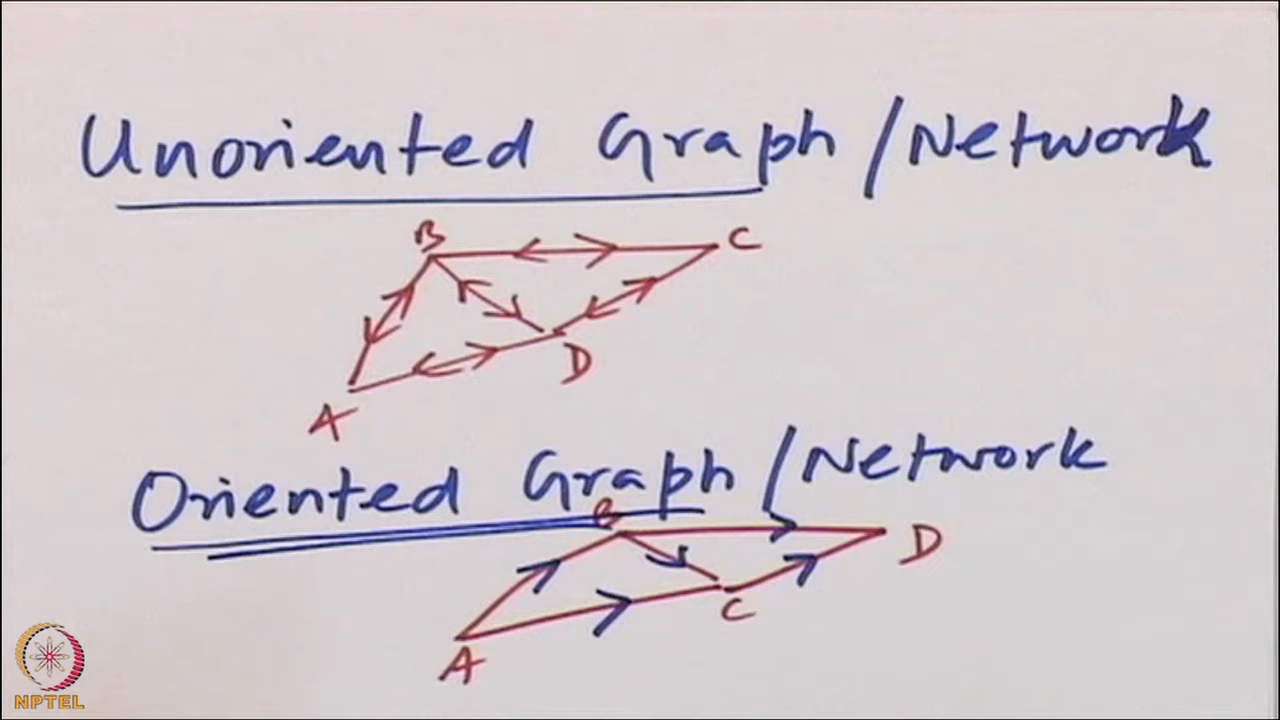 Unoriented Graph /Network
B
C
D
A
Oriented Graph /Network
B
D
C
A
NPTEL